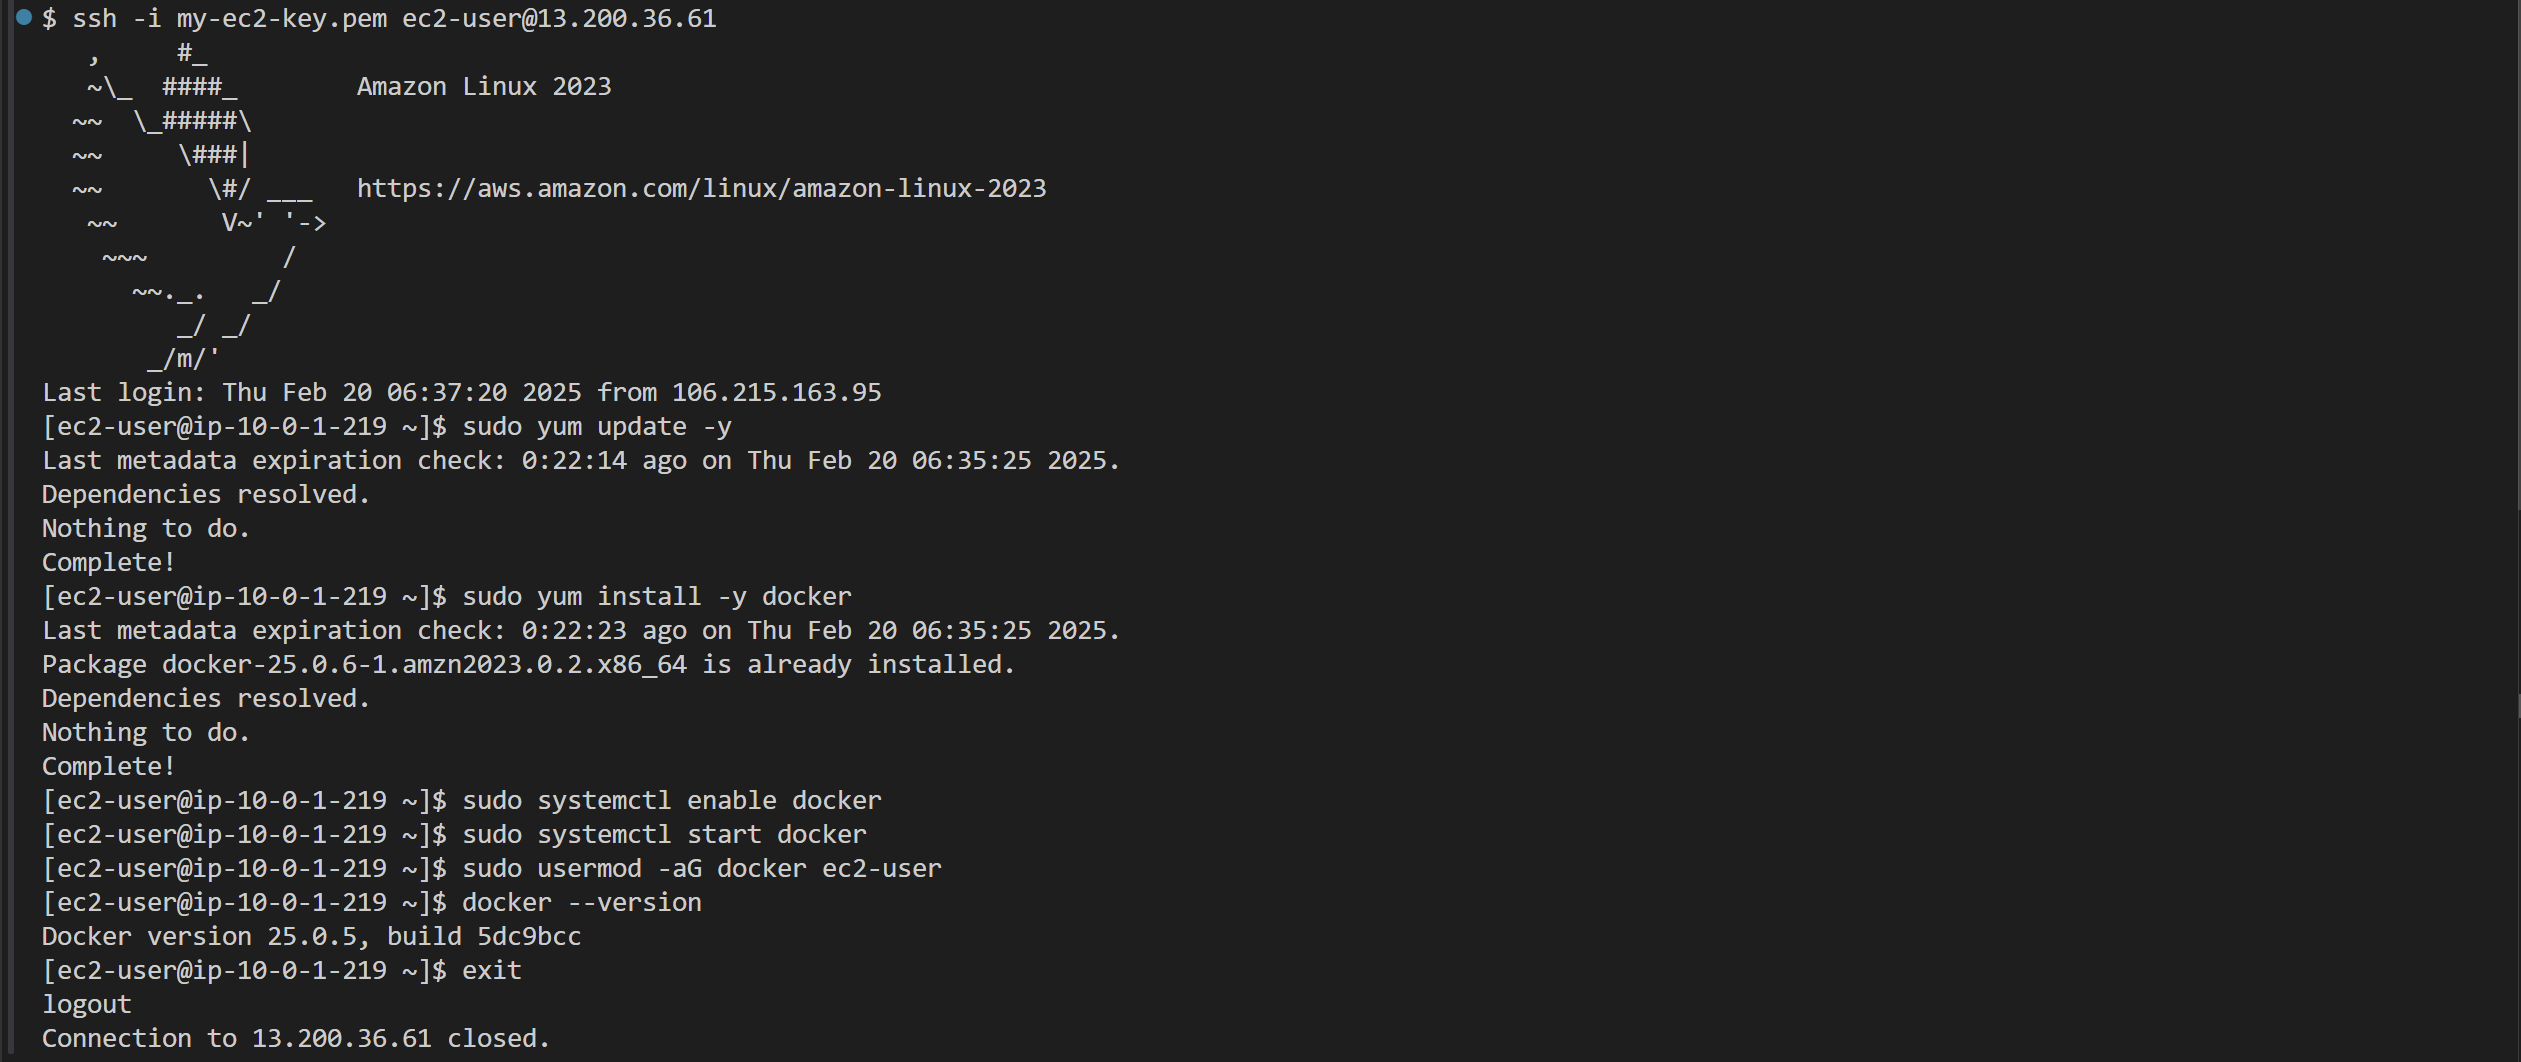 $ ssh -i my-ec2-key.pem ec2-user@13.200.36.61
   ,     #_
   ~\_  ####_        Amazon Linux 2023
  ~~  \_#####\
  ~~     \###|
  ~~       \#/ ___   https://aws.amazon.com/linux/amazon-linux-2023
   ~~       V~' '->
    ~~~         /
      ~~._.   _/
         _/ _/
       _/m/'
Last login: Thu Feb 20 06:37:20 2025 from 106.215.163.95
[ec2-user@ip-10-0-1-219 ~]$ sudo yum update -y
Last metadata expiration check: 0:22:14 ago on Thu Feb 20 06:35:25 2025.
Dependencies resolved.
Nothing to do.
Complete!
[ec2-user@ip-10-0-1-219 ~]$ sudo yum install -y docker
Last metadata expiration check: 0:22:23 ago on Thu Feb 20 06:35:25 2025.
Package docker-25.0.6-1.amzn2023.0.2.x86_64 is already installed.
Dependencies resolved.
Nothing to do.
Complete!
[ec2-user@ip-10-0-1-219 ~]$ sudo systemctl enable docker
[ec2-user@ip-10-0-1-219 ~]$ sudo systemctl start docker
[ec2-user@ip-10-0-1-219 ~]$ sudo usermod -aG docker ec2-user
[ec2-user@ip-10-0-1-219 ~]$ docker --version
Docker version 25.0.5, build 5dc9bcc
[ec2-user@ip-10-0-1-219 ~]$ exit
logout
Connection to 13.200.36.61 closed.